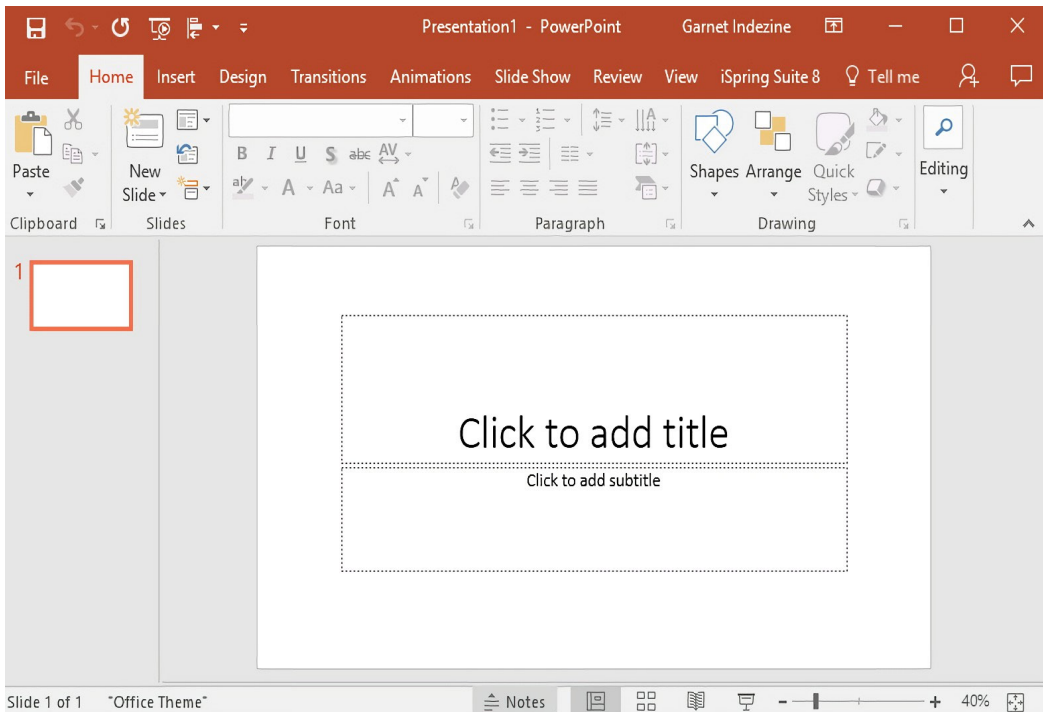 Presentation1 - PowerPoint Garnet Indezine
File Home Insert Design Transitions Animations Slide Show Review View iSpring Suite 8 Tell me
Paste
New
Slide
B I U S abc AV
aby A Aa A A
Shapes Arrange Quick
Styles
Editing
Clipboard Slides Font Paragraph Drawing
1
Click to add title
Click to add subtitle
Slide 1 of 1 "Office Theme" Notes 40%